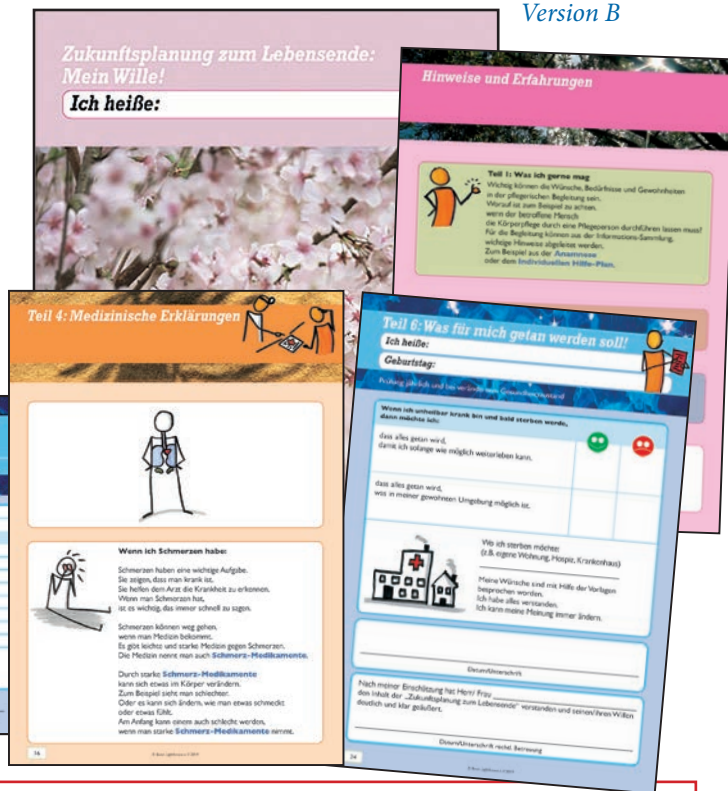 Version B
Zukunftsplanung zum Lebensende:
Mein Wille!
Ich heiße:
Hinweise und Erfahrungen
Teil 1: Was ich gerne mag
Wichtig können die Wünsche, Bedürfnisse und Gewohnheiten
in der pflegerischen Begleitung sein.
Worauf ist zum Beispiel zu achten,
wenn der betroffene Mensch
die Körperpflege durch eine Pflegeperson durchführen lassen muss?
Für die Begleitung können aus der Informations-Sammlung,
wichtige Hinweise abgeleitet werden.
Zum Beispiel aus der Anamnese
oder dem Individuellen Hilfe-Plan.
Teil 4: Medizinische Erklärungen
Wenn ich Schmerzen habe:
Schmerzen haben eine wichtige Aufgabe.
Sie zeigen, dass man krank ist.
Sie helfen dem Arzt die Krankheit zu erkennen.
Wenn man Schmerzen hat,
ist es wichtig, das immer schnell zu sagen.
Schmerzen können weg gehen,
wenn man Medizin bekommt.
Es gibt leichte und starke Medizin gegen Schmerzen.
Die Medizin nennt man auch Schmerz-Medikamente.
Durch starke Schmerz-Medikamente
kann sich etwas im Körper verändern.
Zum Beispiel sieht man schlechter.
Oder es kann sich ändern, wie man etwas schmeckt
oder etwas fühlt.
Am Anfang kann einem auch schlecht werden,
wenn man starke Schmerz-Medikamente nimmt.
16
Teil 6: Was für mich getan werden soll!
Ich heiße:
Geburtstag:
Prüfung jährlich und bei verändertem Gesundheitszustand
Wenn ich unheilbar krank bin und bald sterben werde,
dann möchte ich:
dass alles getan wird,
damit ich solange wie möglich weiterleben kann.
dass alles getan wird,
was in meiner gewohnten Umgebung möglich ist.
Wo ich sterben möchte:
(z.B. eigene Wohnung, Hospiz, Krankenhaus)
Meine Wünsche sind mit Hilfe der Vorlagen
besprochen worden.
Ich habe alles verstanden.
Ich kann meine Meinung immer ändern.
Datum/Unterschrift
Nach meiner Einschätzung hat Herr/ Frau
den Inhalt der „Zukunftsplanung zum Lebensende“ verstanden und seinen/ihren Willen
deutlich und klar geäußert.
Datum/Unterschrift rechtl. Betreuung
24